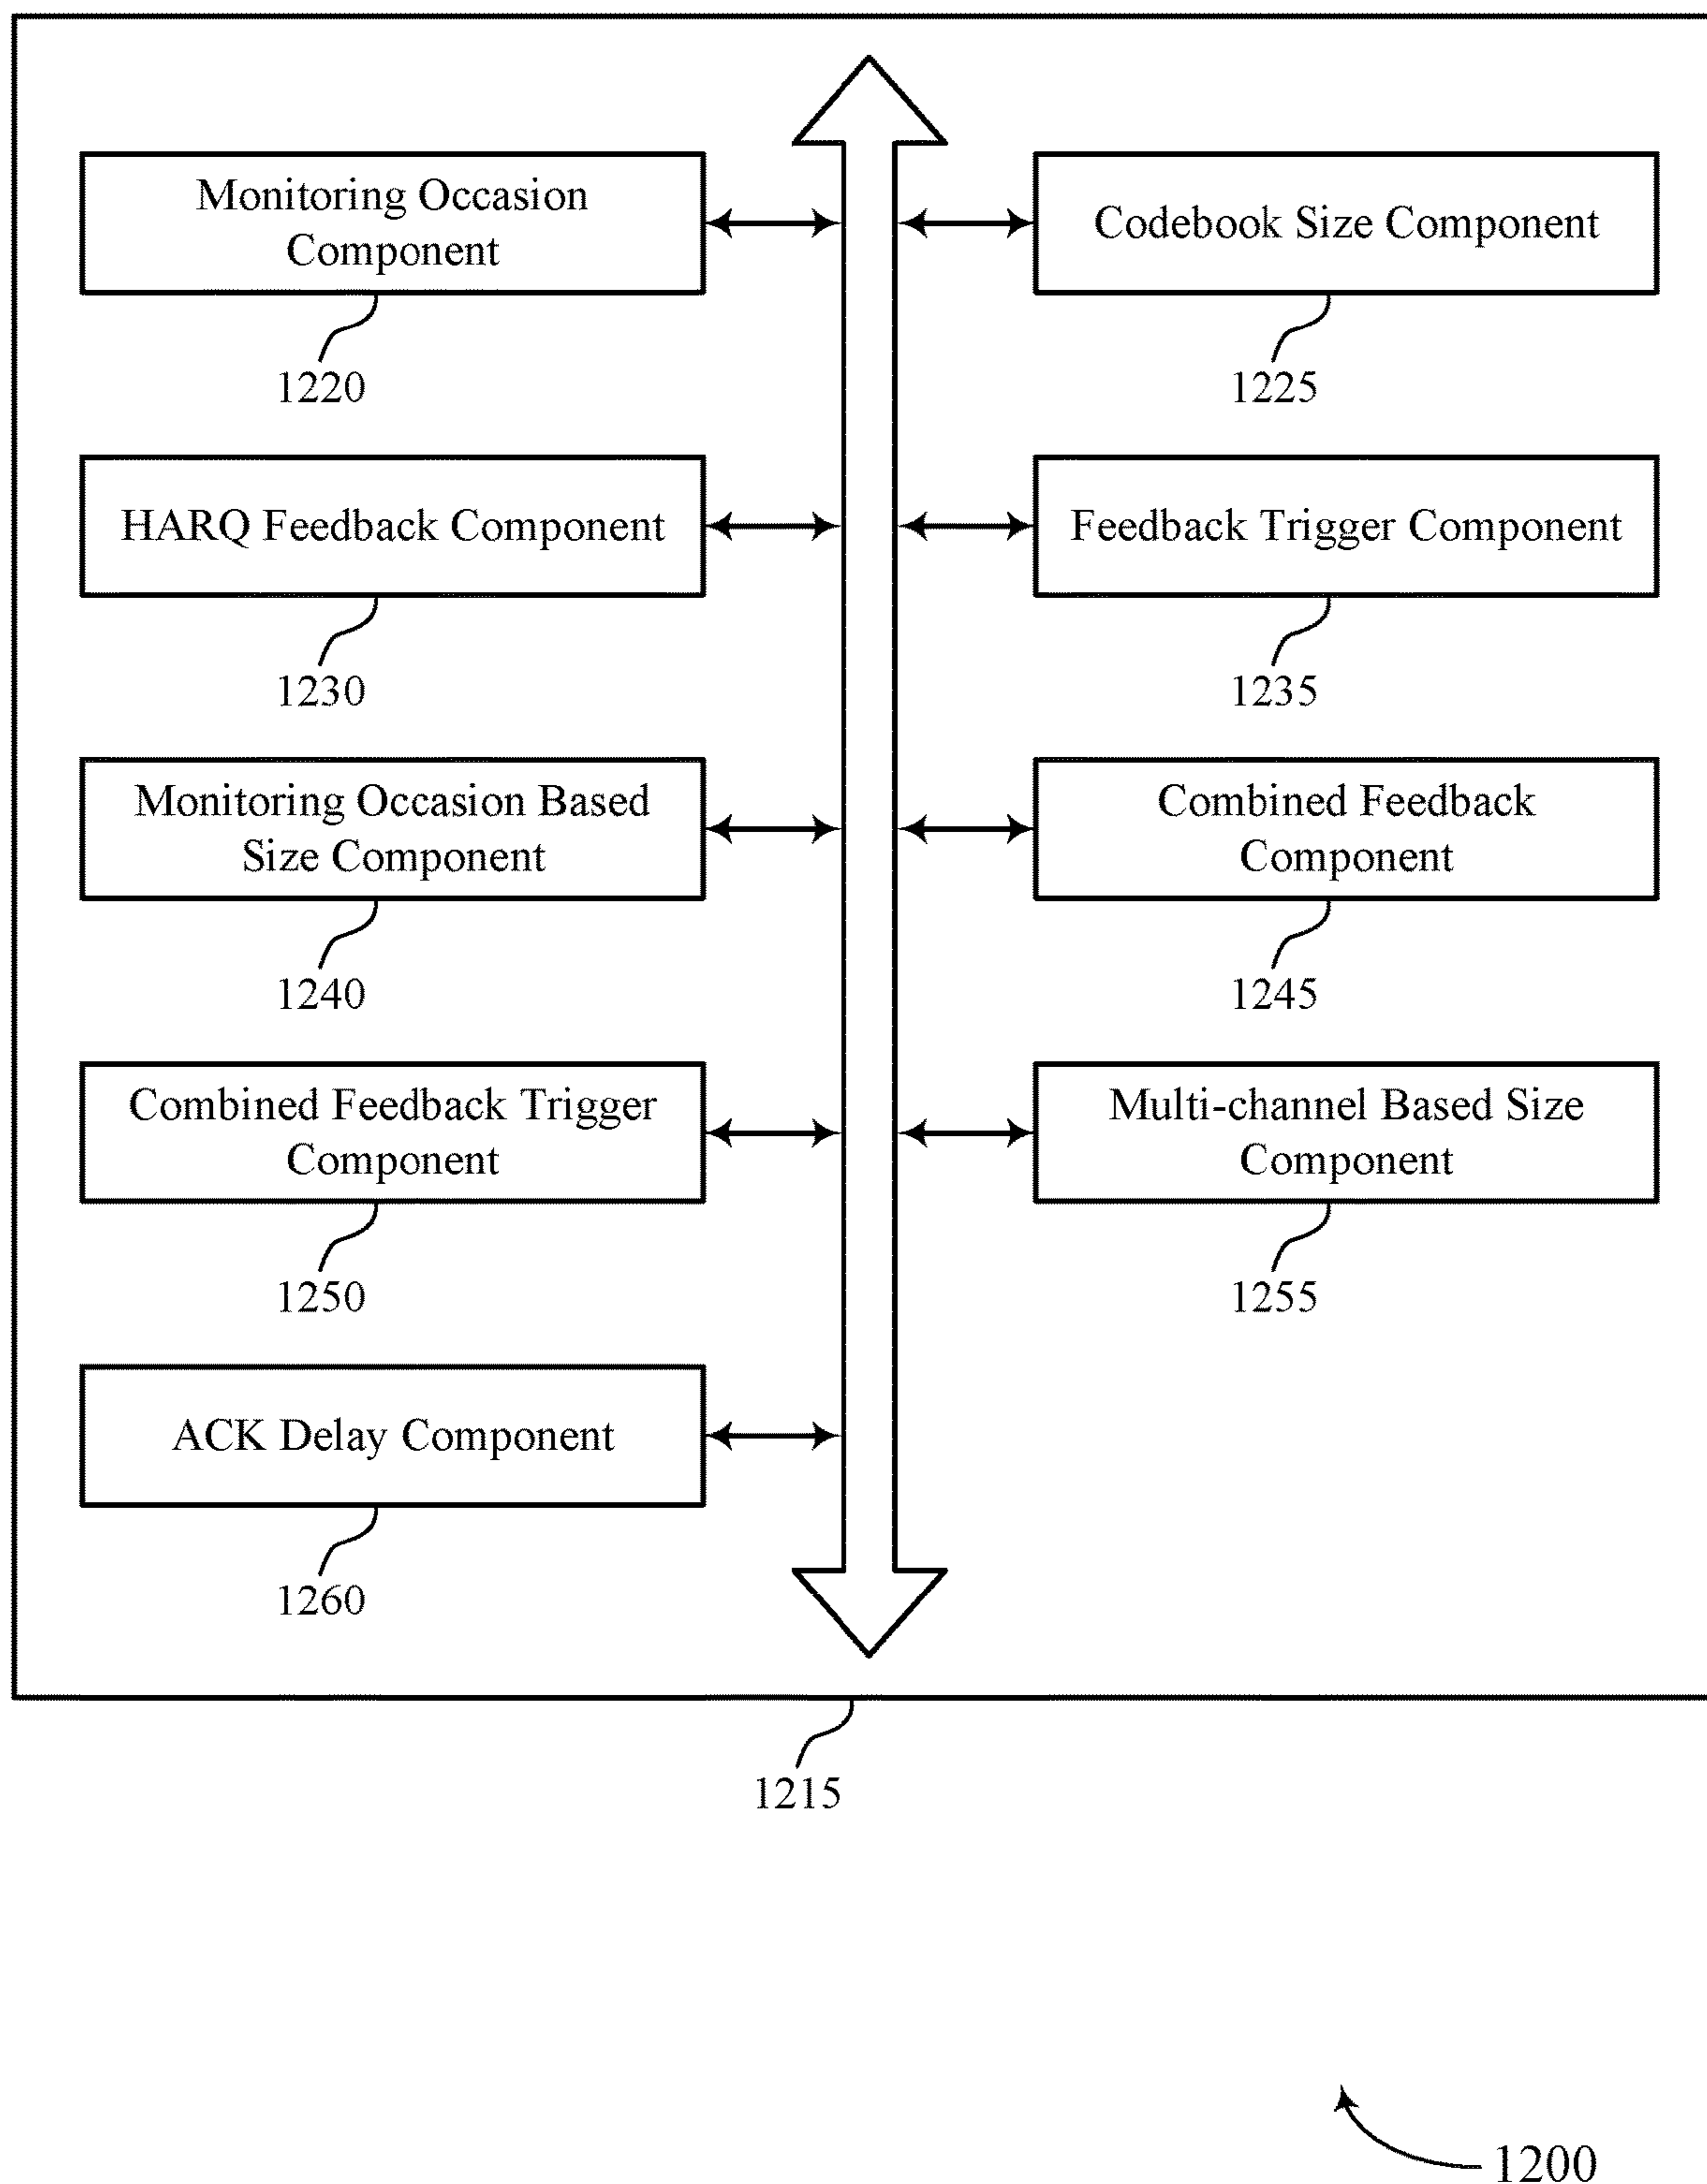 Monitoring Occasion
Component
1220
Codebook Size Component
1225
HARQ Feedback Component
1230
Feedback Trigger Component
1235
Monitoring Occasion Based
Size Component
1240
Combined Feedback
Component
1245
Combined Feedback Trigger
Component
1250
Multi-channel Based Size
Component
1255
ACK Delay Component
1260
1215
1200